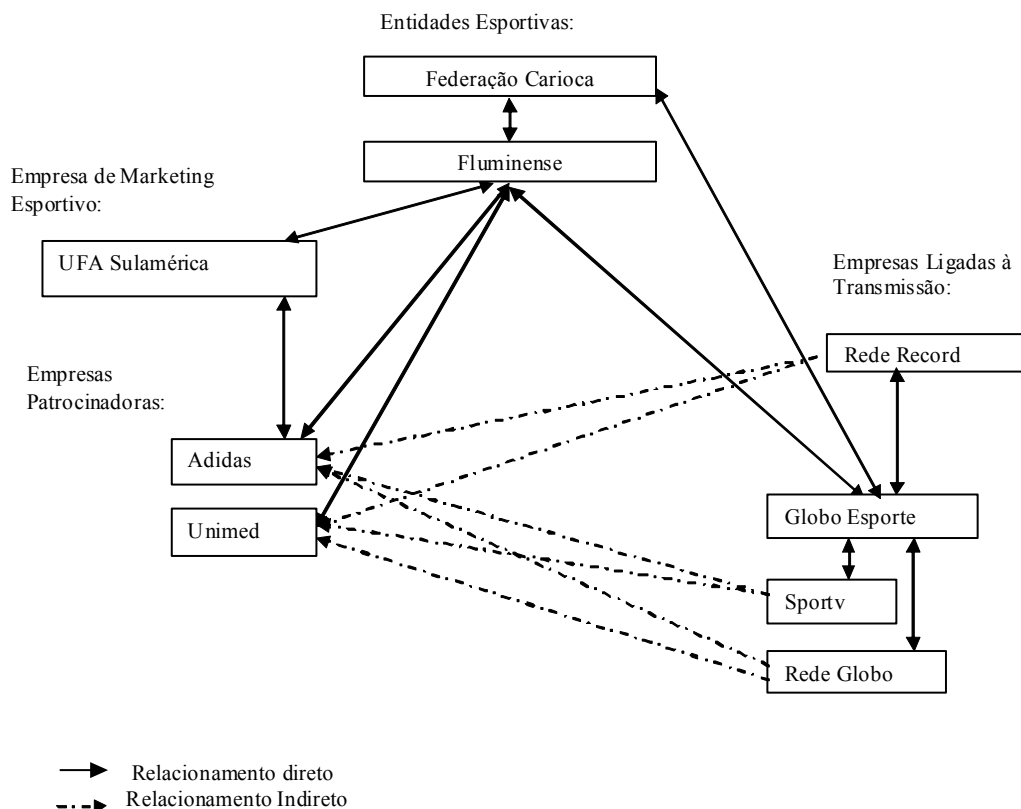 Entidades Esportivas:
Federação Carioca
Fluminense
Empresa de Marketing
Esportivo:
UFA Sulamérica
Empresas Ligadas à
Transmissão:
Rede Record
Empresas
Patrocinadoras:
Adidas
Unimed
Globo Esporte
Sportv
Rede Globo
Relacionamento direto
Relacionamento Indireto